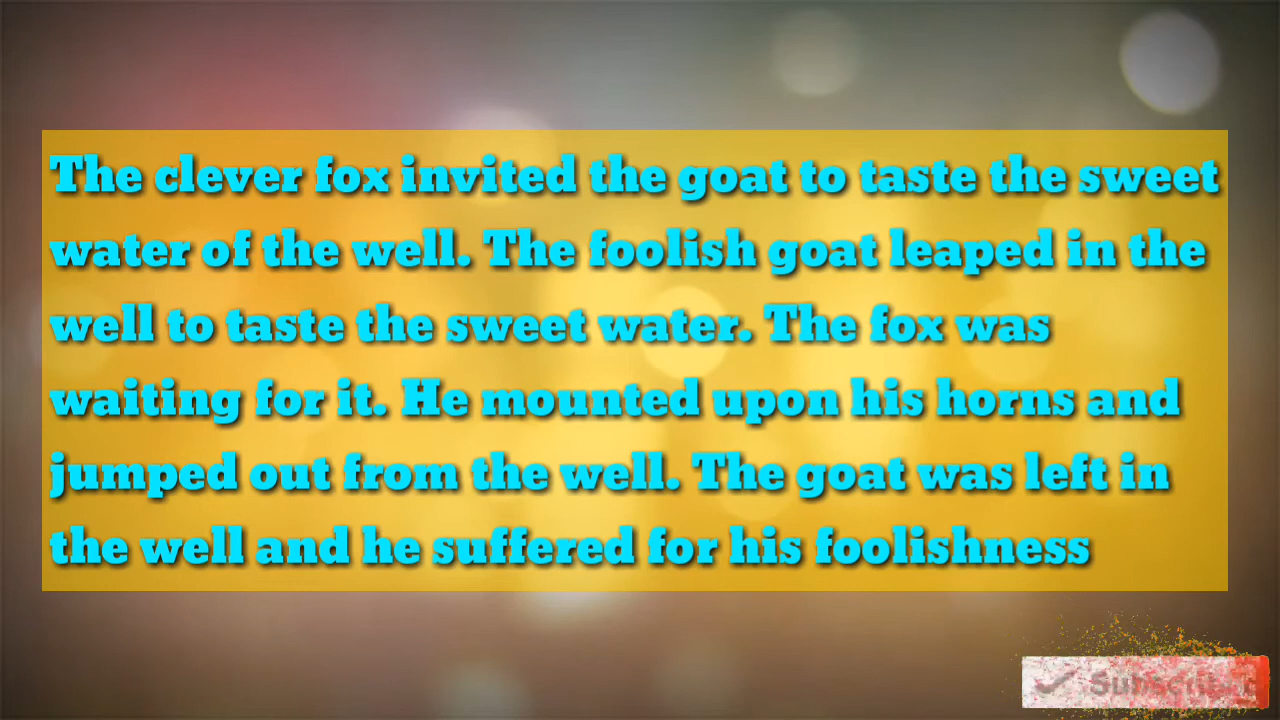 The clever fox invited the goat to taste the sweet
water of the well. The foolish goat leaped in the
well to taste the sweet water. The fox was
waiting for it. He mounted upon his horns and
jumped out from the well. The goat was left in
the well and he suffered for his foolishness